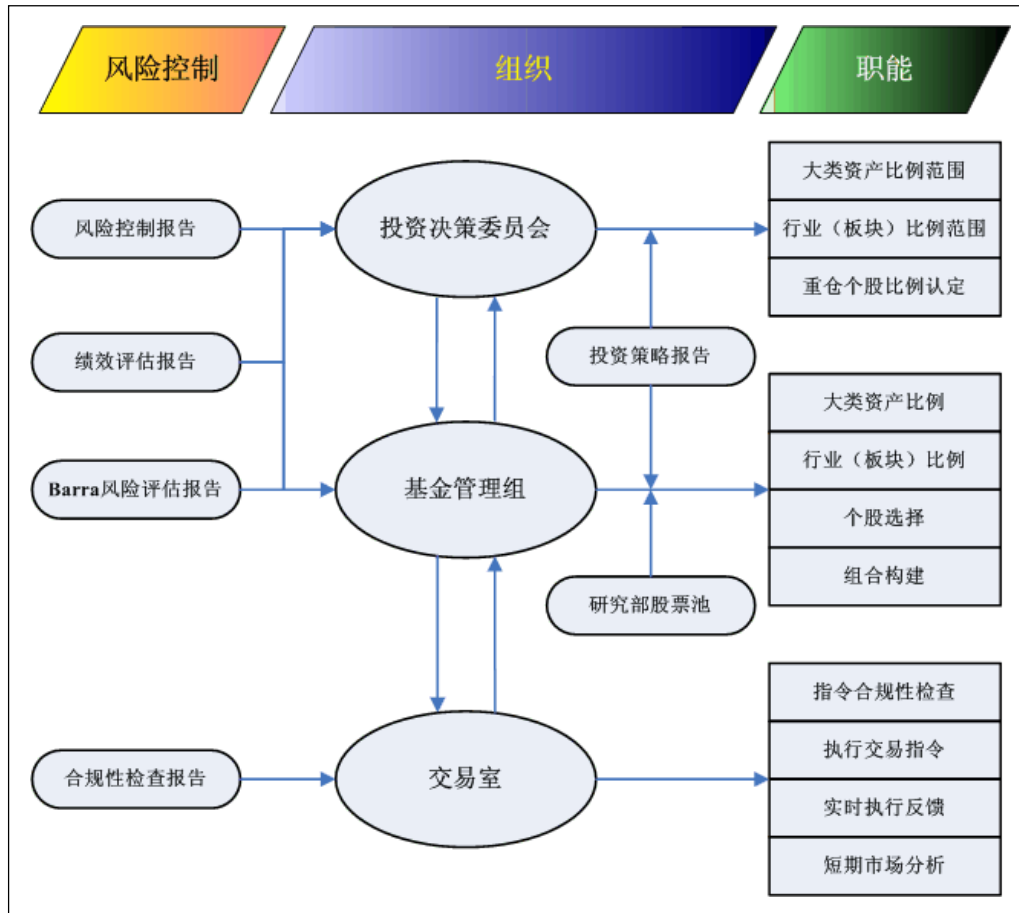 风险控制
组织
职能
大类资产比例范围
风险控制报告
投资决策委员会
行业（板块）比例范围
重仓个股比例认定
绩效评估报告
投资策略报告
大类资产比例
行业（板块）比例
Barra风险评估报告
基金管理组
个股选择
组合构建
研究部股票池
指令合规性检查
执行交易指令
合规性检查报告
交易室
实时执行反馈
短期市场分析